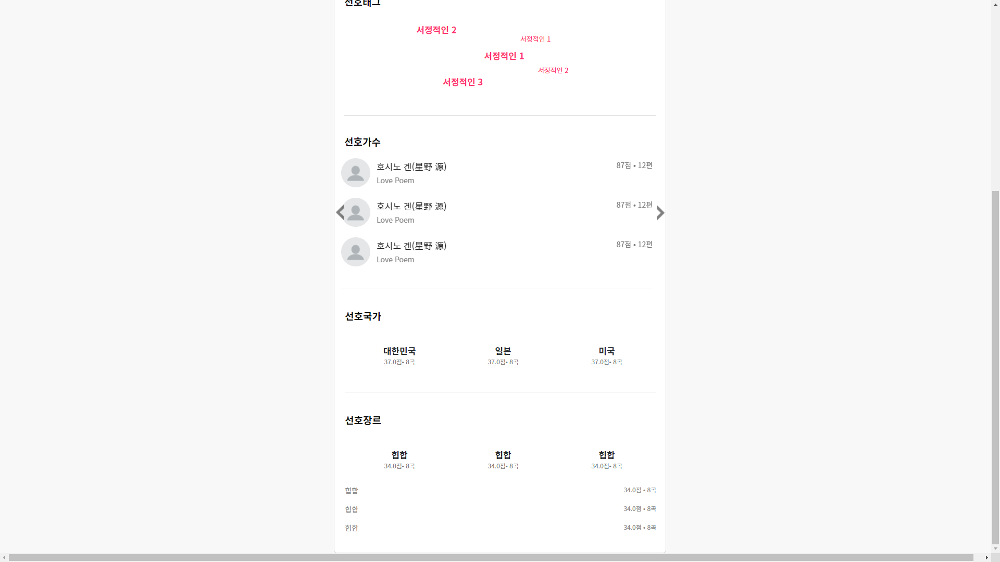 선호태그
서정적인 2
서정적인 1
서정적인 1
서정적인 2
서정적인 3
선호가수
호시노 겐(星野 源)
87점 • 12편
Love Poem
호시노 겐(星野 源)
87점 • 12편
Love Poem
호시노 겐(星野 源)
87점 • 12편
Love Poem
선호국가
대한민국 일본 미국
37.0점• 8곡 37.0점• 8곡 37.0점• 8곡
선호장르
힙합 힙합 힙합
34.0점• 8곡 34.0점• 8곡 34.0점• 8곡
힙합 34.0점 • 8곡
힙합 34.0점 • 8곡
힙합 34.0점 • 8곡